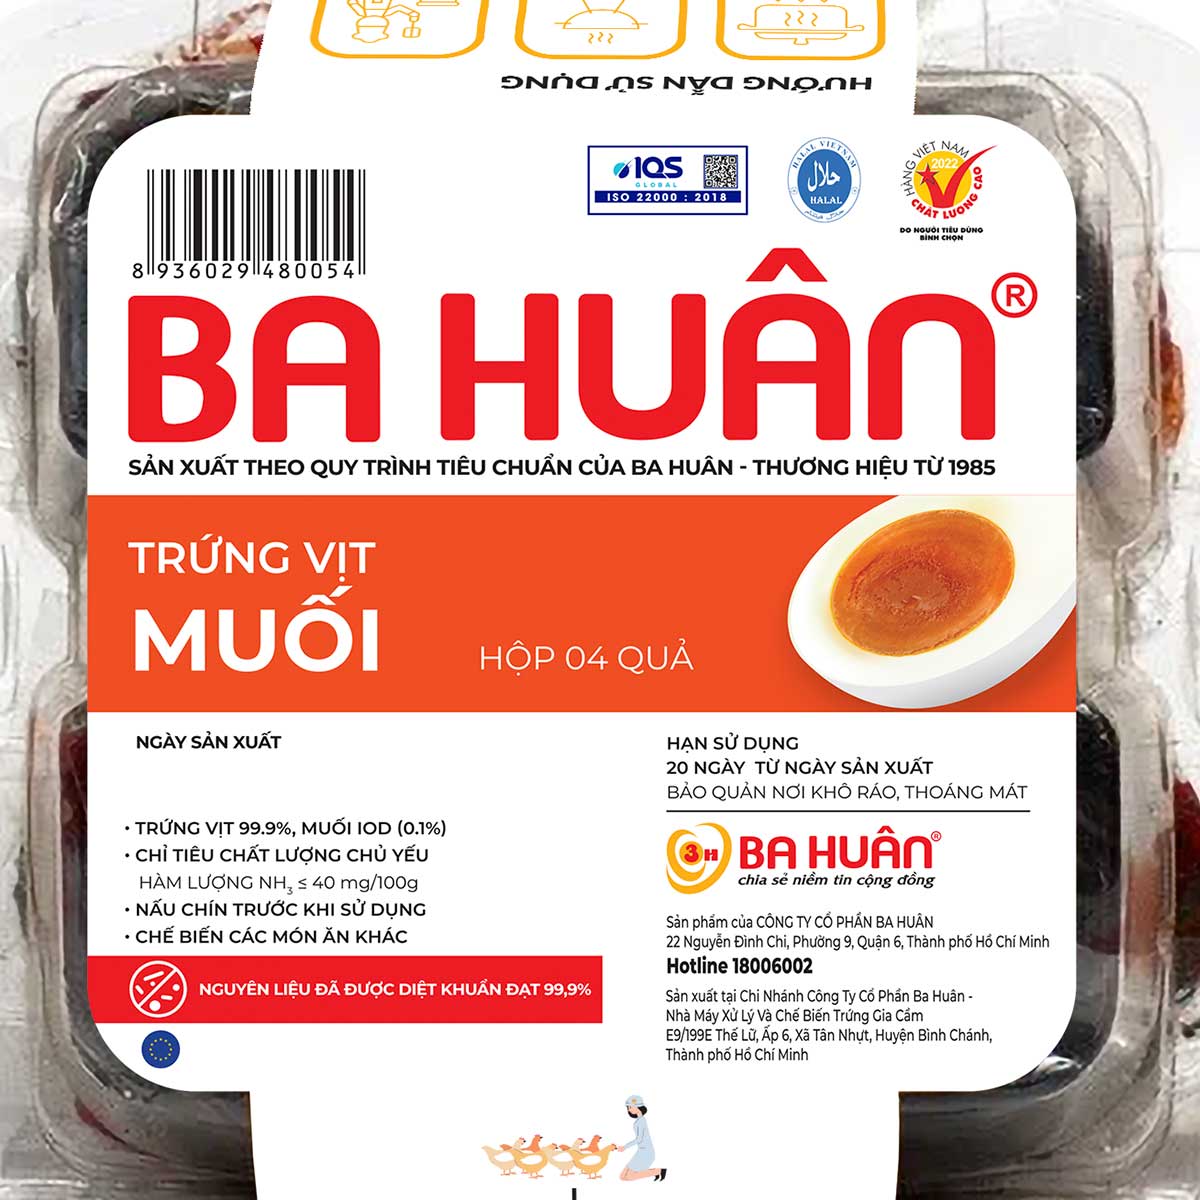 HƯỚNG DẪN SỬ DỤNG
8 936029 480054
IQS
GLOBAL
ISO 22000 : 2018
HALAL VIETNAM
حلال
HALAL
HÀNG VIỆT NAM
2022
CHẤT LƯỢNG CAO
DO NGƯỜI TIÊU DÙNG
BÌNH CHỌN
BA HUÂN®
SẢN XUẤT THEO QUY TRÌNH TIÊU CHUẨN CỦA BA HUÂN - THƯƠNG HIỆU TỪ 1985
TRỨNG VỊT
MUỐI
HỘP 04 QUẢ
NGÀY SẢN XUẤT
HẠN SỬ DỤNG
20 NGÀY TỪ NGÀY SẢN XUẤT
BẢO QUẢN NƠI KHÔ RÁO, THOÁNG MÁT
• TRỨNG VỊT 99.9%, MUỐI IOD (0.1%)
• CHỈ TIÊU CHẤT LƯỢNG CHỦ YẾU
HÀM LƯỢNG NH₃ ≤ 40 mg/100g
• NẤU CHÍN TRƯỚC KHI SỬ DỤNG
• CHẾ BIẾN CÁC MÓN ĂN KHÁC
NGUYÊN LIỆU ĐÃ ĐƯỢC DIỆT KHUẨN ĐẠT 99,9%
3H BA HUÂN®
chia sẻ niềm tin cộng đồng
Sản phẩm của CÔNG TY CỔ PHẦN BA HUÂN
22 Nguyễn Đình Chi, Phường 9, Quận 6, Thành phố Hồ Chí Minh
Hotline 18006002
Sản xuất tại Chi Nhánh Công Ty Cổ Phần Ba Huân -
Nhà Máy Xử Lý Và Chế Biến Trứng Gia Cầm
E9/199E Thế Lữ, Ấp 6, Xã Tân Nhựt, Huyện Bình Chánh,
Thành phố Hồ Chí Minh